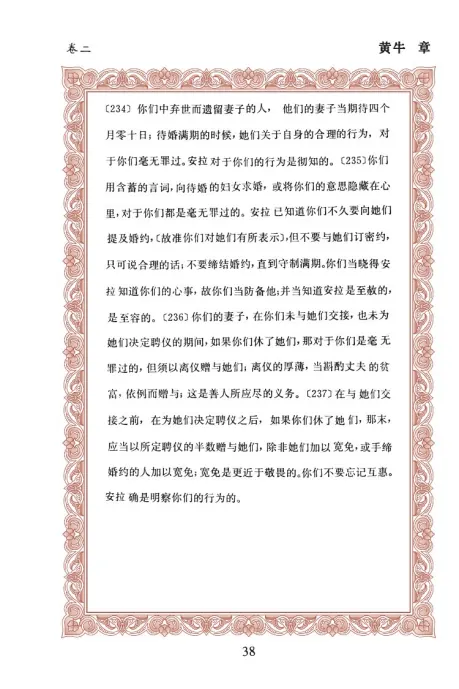 卷二
黄牛 章
〔234〕你们中弃世而遗留妻子的人， 他们的妻子当期待四个
月零十日；待婚满期的时候，她们关于自身的合理的行为，对
于你们毫无罪过。安拉对于你们的行为是彻知的。〔235〕你们
用含蓄的言词，向待婚的妇女求婚，或将你们的意思隐藏在心
里，对于你们都是毫无罪过的。安拉已知道你们不久要向她们
提及婚约，〔故准你们对她们有所表示〕，但不要与她们订密约，
只可说合理的话；不要缔结婚约，直到守制满期。你们当晓得安
拉知道你们的心事，故你们当防备他；并当知道安拉是至赦的，
是至容的。〔236〕你们的妻子，在你们未与她们交接，也未为
她们决定聘仪的期间，如果你们休了她们，那对于你们是毫无
罪过的，但须以离仪赠与她们；离仪的厚薄，当斟酌丈夫的贫
富，依例而赠与；这是善人所应尽的义务。〔237〕在与她们交
接之前，在为她们决定聘仪之后，如果你们休了她们，那末，
应当以所定聘仪的半数赠与她们，除非她们加以宽免，或手缔
婚约的人加以宽免；宽免是更近于敬畏的。你们不要忘记互惠。
安拉 确是明察你们的行为的。
38